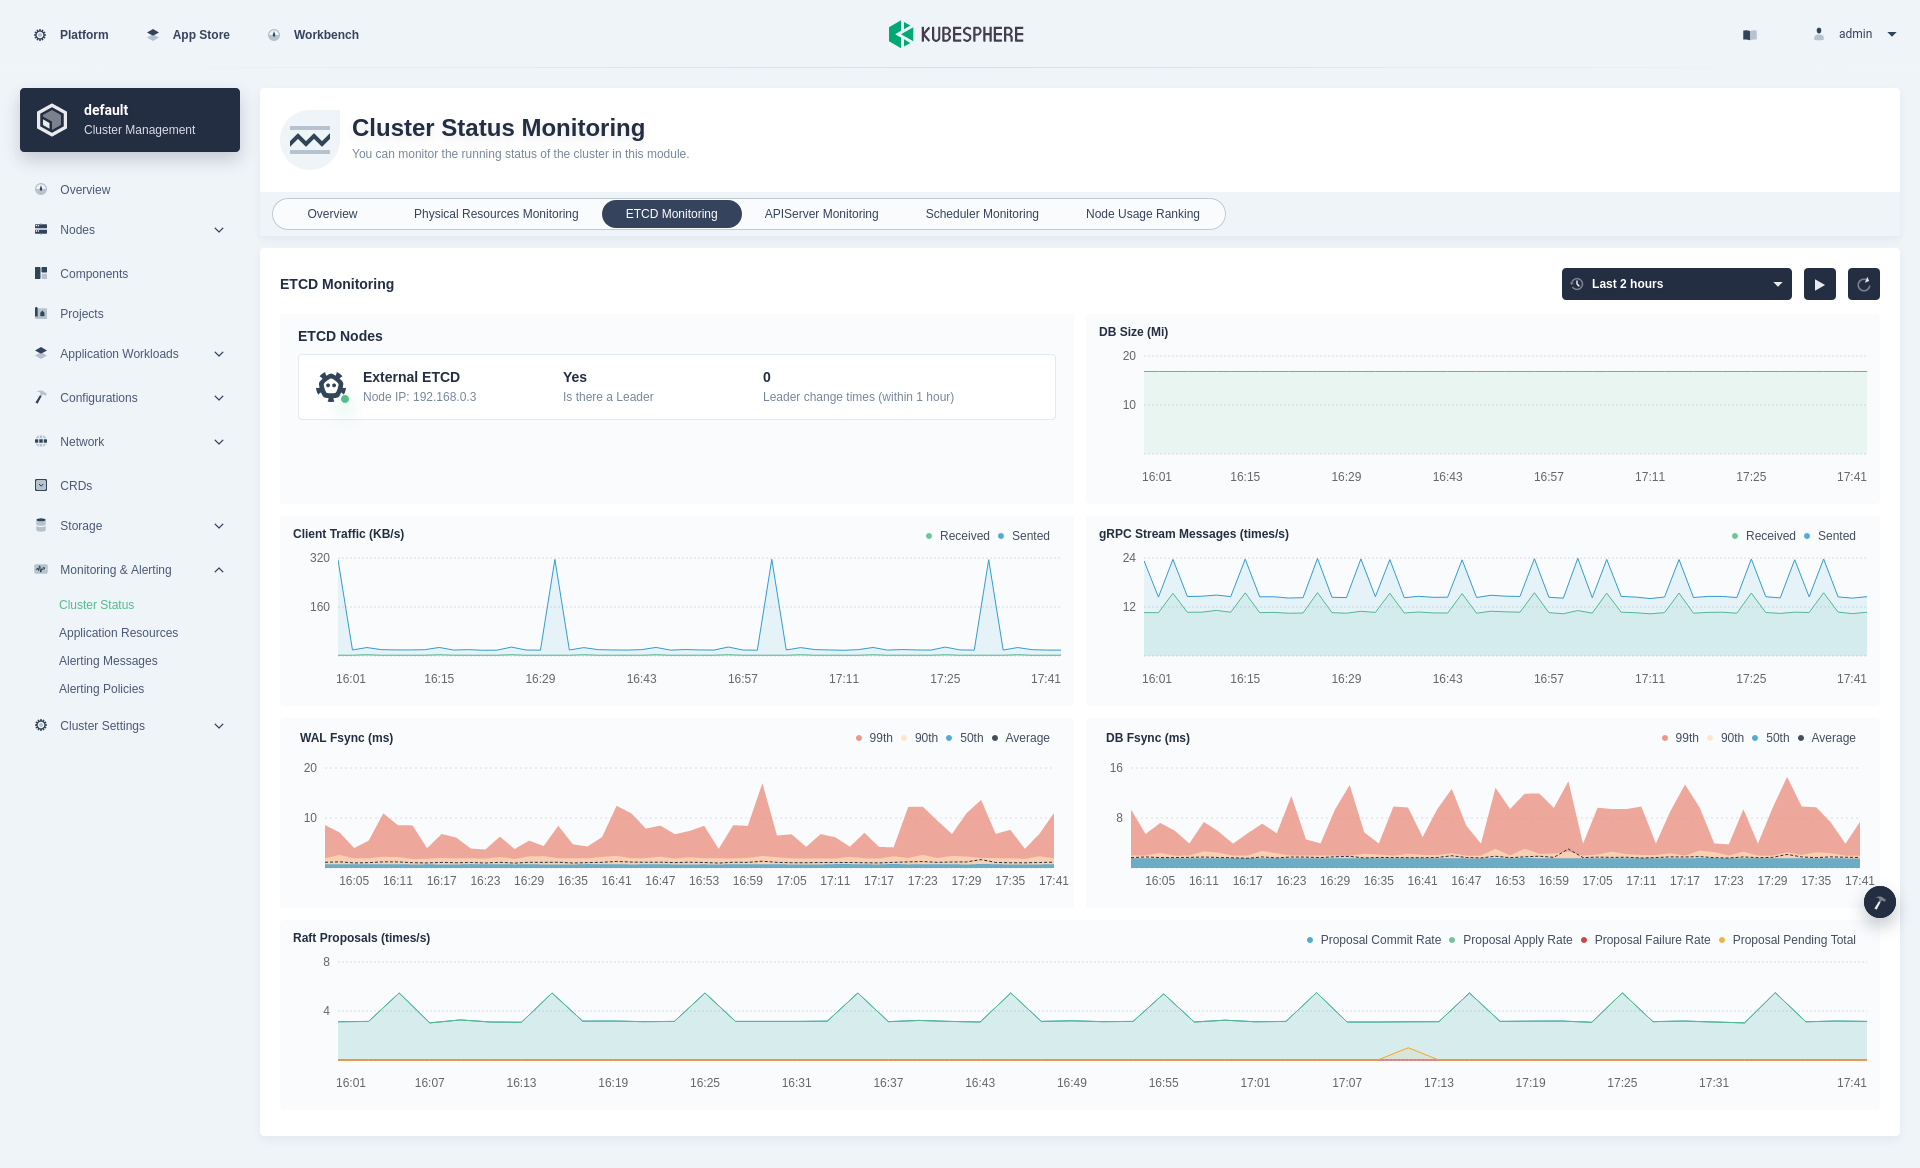 Platform
App Store
Workbench
KUBESPHERE
admin
default
Cluster Management
Overview
Nodes
Components
Projects
Application Workloads
Configurations
Network
CRDs
Storage
Monitoring & Alerting
Cluster Status
Application Resources
Alerting Messages
Alerting Policies
Cluster Settings
Cluster Status Monitoring
You can monitor the running status of the cluster in this module.
Overview
Physical Resources Monitoring
ETCD Monitoring
APIServer Monitoring
Scheduler Monitoring
Node Usage Ranking
ETCD Monitoring
Last 2 hours
ETCD Nodes
External ETCD
Node IP: 192.168.0.3
Yes
Is there a Leader
0
Leader change times (within 1 hour)
DB Size (Mi)
20
10
16:01 16:15 16:29 16:43 16:57 17:11 17:25 17:41
Client Traffic (KB/s)
Received Sented
320
160
16:01 16:15 16:29 16:43 16:57 17:11 17:25 17:41
gRPC Stream Messages (times/s)
Received Sented
24
12
16:01 16:15 16:29 16:43 16:57 17:11 17:25 17:41
WAL Fsync (ms)
99th 90th 50th Average
20
10
16:05 16:11 16:17 16:23 16:29 16:35 16:41 16:47 16:53 16:59 17:05 17:11 17:17 17:23 17:29 17:35 17:41
DB Fsync (ms)
99th 90th 50th Average
16
8
16:05 16:11 16:17 16:23 16:29 16:35 16:41 16:47 16:53 16:59 17:05 17:11 17:17 17:23 17:29 17:35 17:41
Raft Proposals (times/s)
Proposal Commit Rate Proposal Apply Rate Proposal Failure Rate Proposal Pending Total
8
4
16:01 16:07 16:13 16:19 16:25 16:31 16:37 16:43 16:49 16:55 17:01 17:07 17:13 17:19 17:25 17:31 17:41